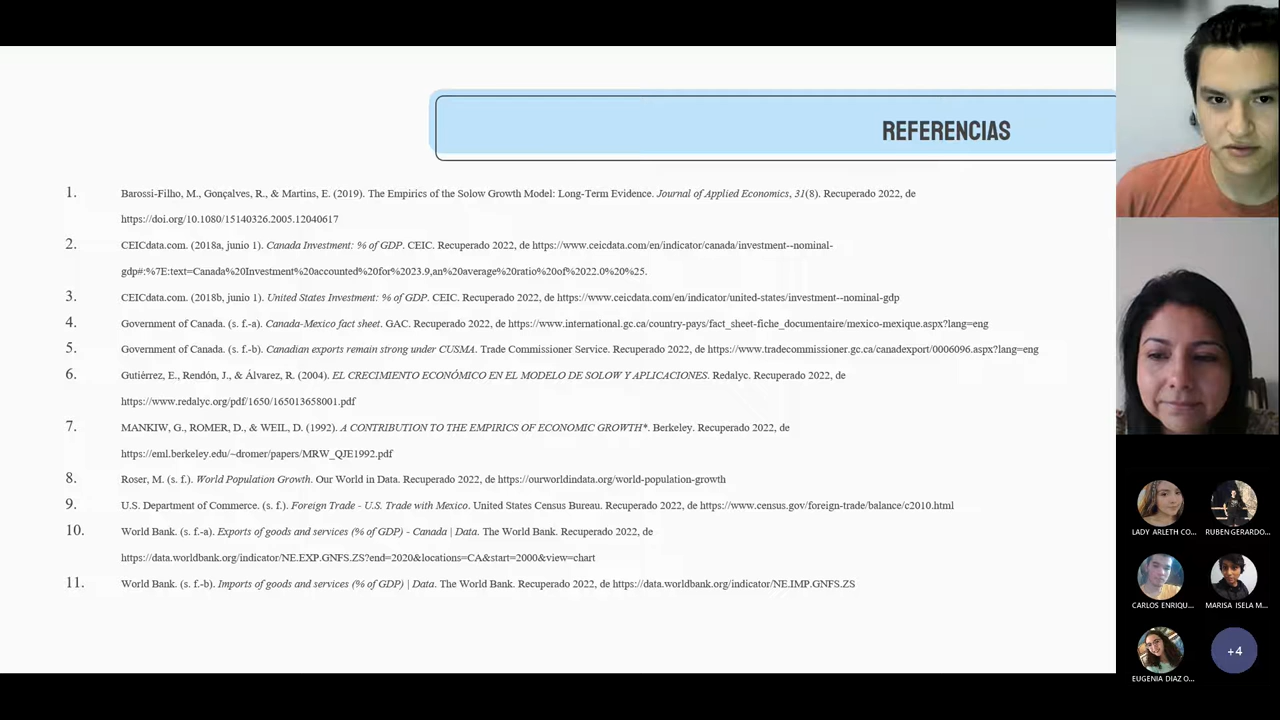 REFERENCIAS
1. Barossi-Filho, M., Gonçalves, R., & Martins, E. (2019). The Empirics of the Solow Growth Model: Long-Term Evidence. Journal of Applied Economics, 31(8). Recuperado 2022, de
https://doi.org/10.1080/15140326.2005.12040617
2. CEICdata.com. (2018a, junio 1). Canada Investment: % of GDP. CEIC. Recuperado 2022, de https://www.ceicdata.com/en/indicator/canada/investment--nominal-
gdp#:%7E:text=Canada%20Investment%20accounted%20for%2023.9,an%20average%20ratio%20of%2022.0%20%25.
3. CEICdata.com. (2018b, junio 1). United States Investment: % of GDP. CEIC. Recuperado 2022, de https://www.ceicdata.com/en/indicator/united-states/investment--nominal-gdp
4. Government of Canada. (s. f.-a). Canada-Mexico fact sheet. GAC. Recuperado 2022, de https://www.international.gc.ca/country-pays/fact_sheet-fiche_documentaire/mexico-mexique.aspx?lang=eng
5. Government of Canada. (s. f.-b). Canadian exports remain strong under CUSMA. Trade Commissioner Service. Recuperado 2022, de https://www.tradecommissioner.gc.ca/canadexport/0006096.aspx?lang=eng
6. Gutiérrez, E., Rendón, J., & Álvarez, R. (2004). EL CRECIMIENTO ECONÓMICO EN EL MODELO DE SOLOW Y APLICACIONES. Redalyc. Recuperado 2022, de
https://www.redalyc.org/pdf/1650/165013658001.pdf
7. MANKIW, G., ROMER, D., & WEIL, D. (1992). A CONTRIBUTION TO THE EMPIRICS OF ECONOMIC GROWTH*. Berkeley. Recuperado 2022, de
https://eml.berkeley.edu/~dromer/papers/MRW_QJE1992.pdf
8. Roser, M. (s. f.). World Population Growth. Our World in Data. Recuperado 2022, de https://ourworldindata.org/world-population-growth
9. U.S. Department of Commerce. (s. f.). Foreign Trade - U.S. Trade with Mexico. United States Census Bureau. Recuperado 2022, de https://www.census.gov/foreign-trade/balance/c2010.html
10. World Bank. (s. f.-a). Exports of goods and services (% of GDP) - Canada | Data. The World Bank. Recuperado 2022, de
https://data.worldbank.org/indicator/NE.EXP.GNFS.ZS?end=2020&locations=CA&start=2000&view=chart
11. World Bank. (s. f.-b). Imports of goods and services (% of GDP) | Data. The World Bank. Recuperado 2022, de https://data.worldbank.org/indicator/NE.IMP.GNFS.ZS
LADY ARLETH CO...
RUBEN GERARDO...
CARLOS ENRIQU...
MARISA ISELA M...
EUGENIA DIAZ O...
+4